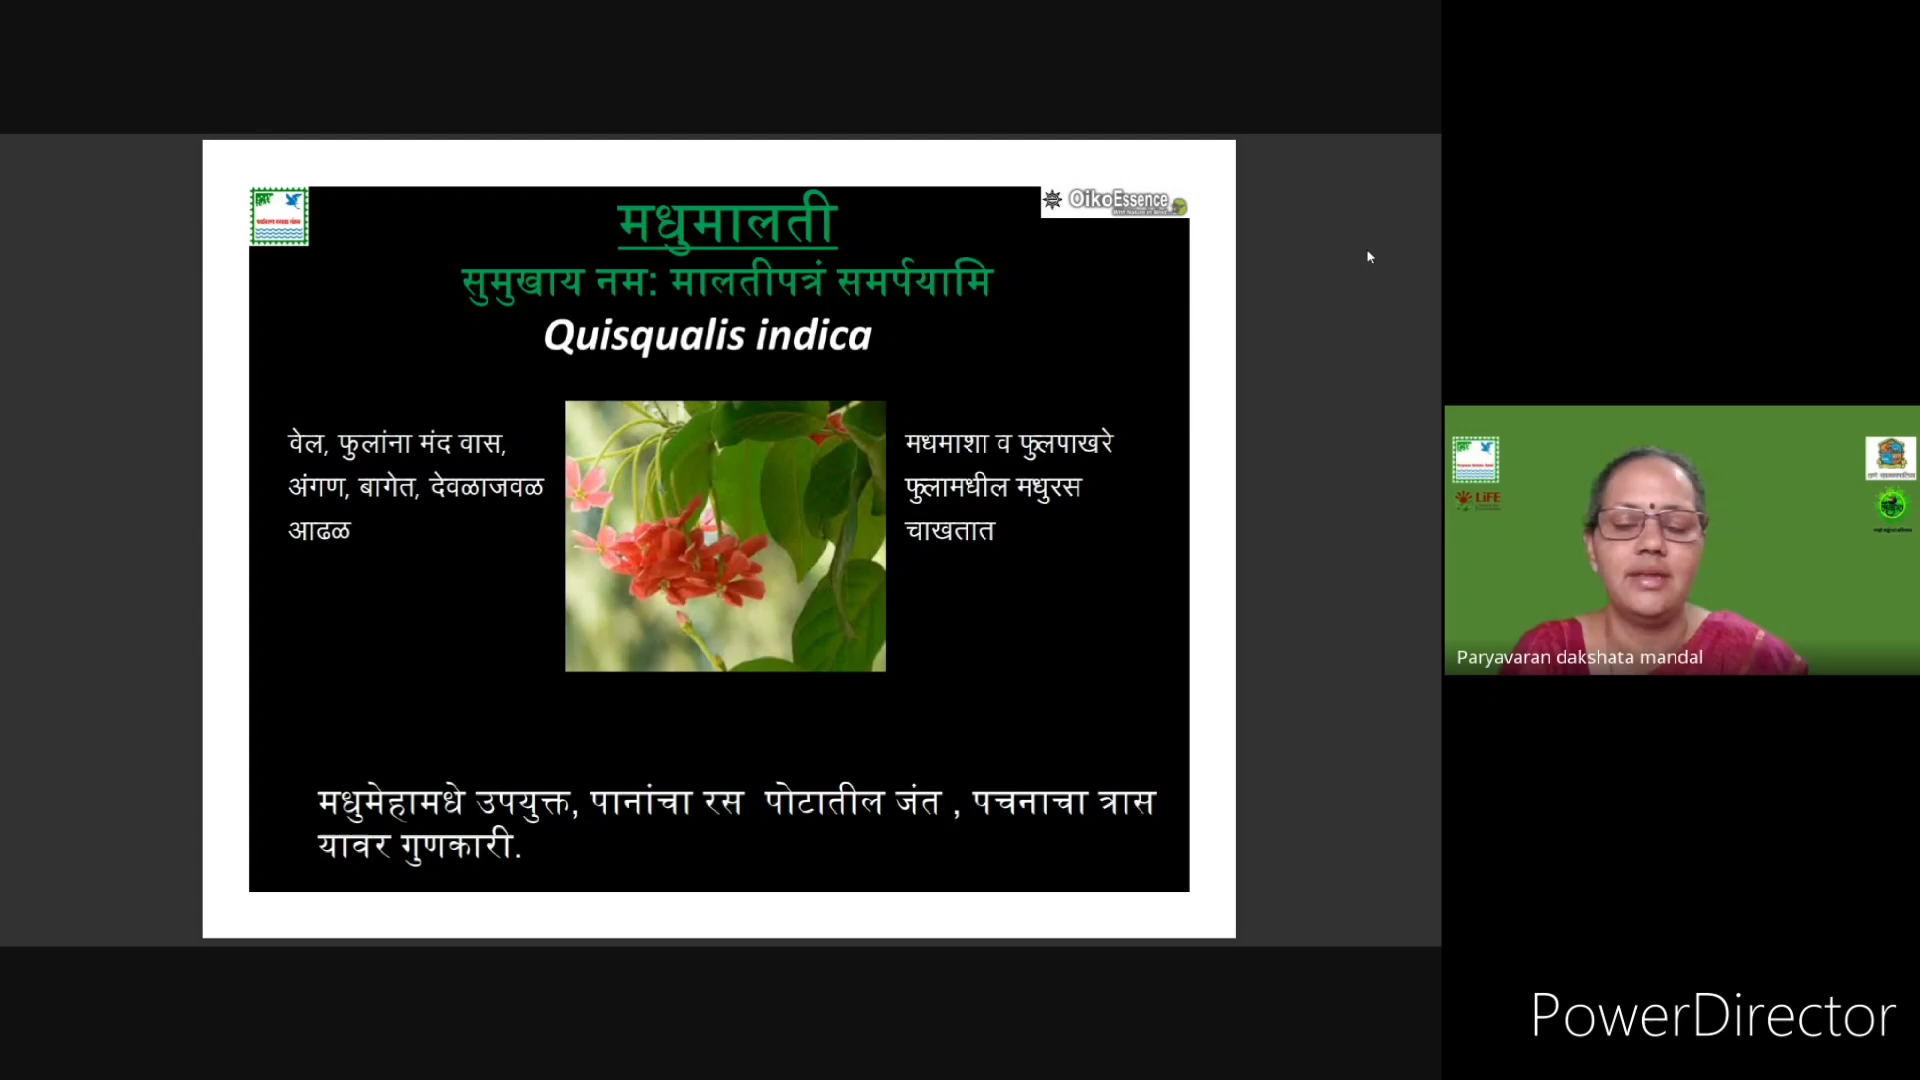 OikoEssence
मधुमालती
सुमुखाय नम: मालतीपत्रं समर्पयामि
Quisqualis indica
वेल, फुलांना मंद वास,
अंगण, बागेत, देवळाजवळ
आढळ
मधमाशा व फुलपाखरे
फुलामधील मधुरस
चाखतात
मधुमेहामधे उपयुक्त, पानांचा रस पोटातील जंत , पचनाचा त्रास
यावर गुणकारी.
LiFE
Paryavaran dakshata mandal
PowerDirector